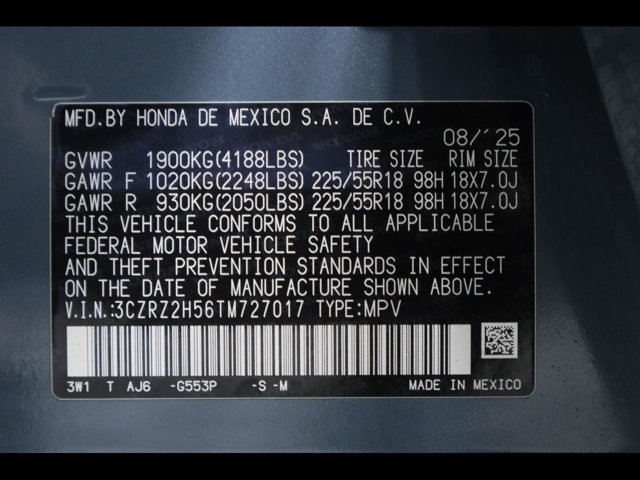 MFD.BY HONDA DE MEXICO S.A. DE C.V.
08/'25
GVWR 1900KG(4188LBS) TIRE SIZE RIM SIZE
GAWR F 1020KG(2248LBS) 225/55R18 98H 18X7.0J
GAWR R 930KG(2050LBS) 225/55R18 98H 18X7.0J
THIS VEHICLE CONFORMS TO ALL APPLICABLE
FEDERAL MOTOR VEHICLE SAFETY
AND THEFT PREVENTION STANDARDS IN EFFECT
ON THE DATE OF MANUFACTURE SHOWN ABOVE.
V.I.N.:3CZRZ2H56TM727017 TYPE:MPV
3W1 T AJ6 -G553P -S -M MADE IN MEXICO